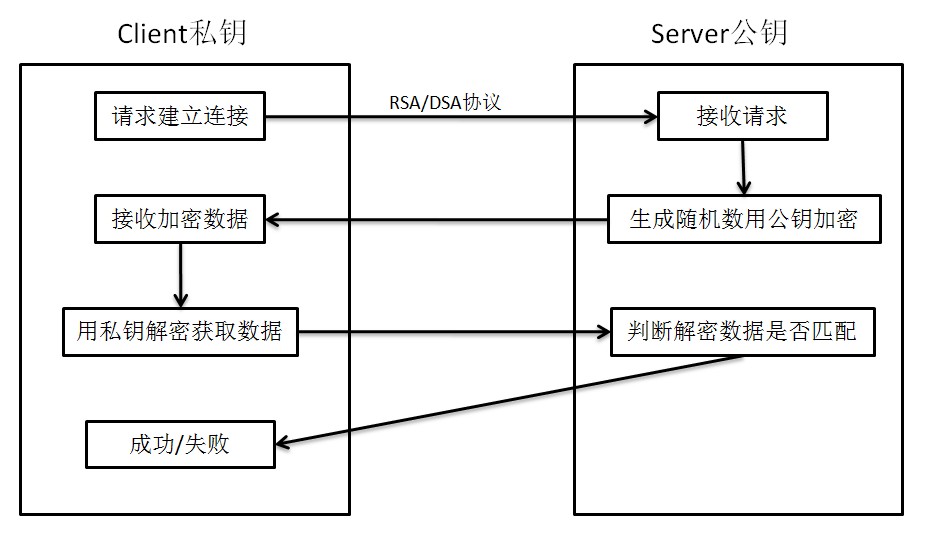 Client私钥
Server公钥
请求建立连接
RSA/DSA协议
接收请求
接收加密数据
生成随机数用公钥加密
用私钥解密获取数据
判断解密数据是否匹配
成功/失败